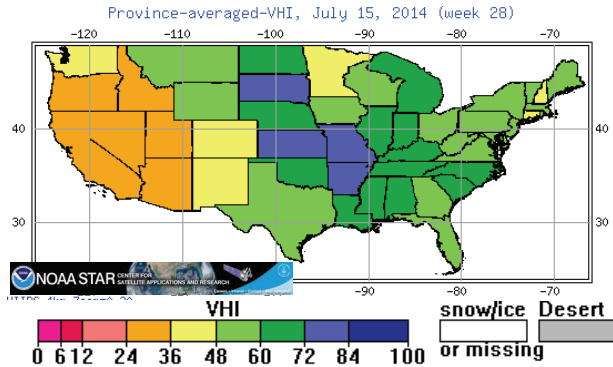 Province-averaged-VHI, July 15, 2014 (week 28)
-120 -110 -100 -90 -80 -70
40 40
30 30
-90 -80 -70
NOAA STAR CENTER FOR SATELLITE APPLICATIONS AND RESEARCH
VHI
snow/ice Desert
or missing
0 6 12 24 36 48 60 72 84 100